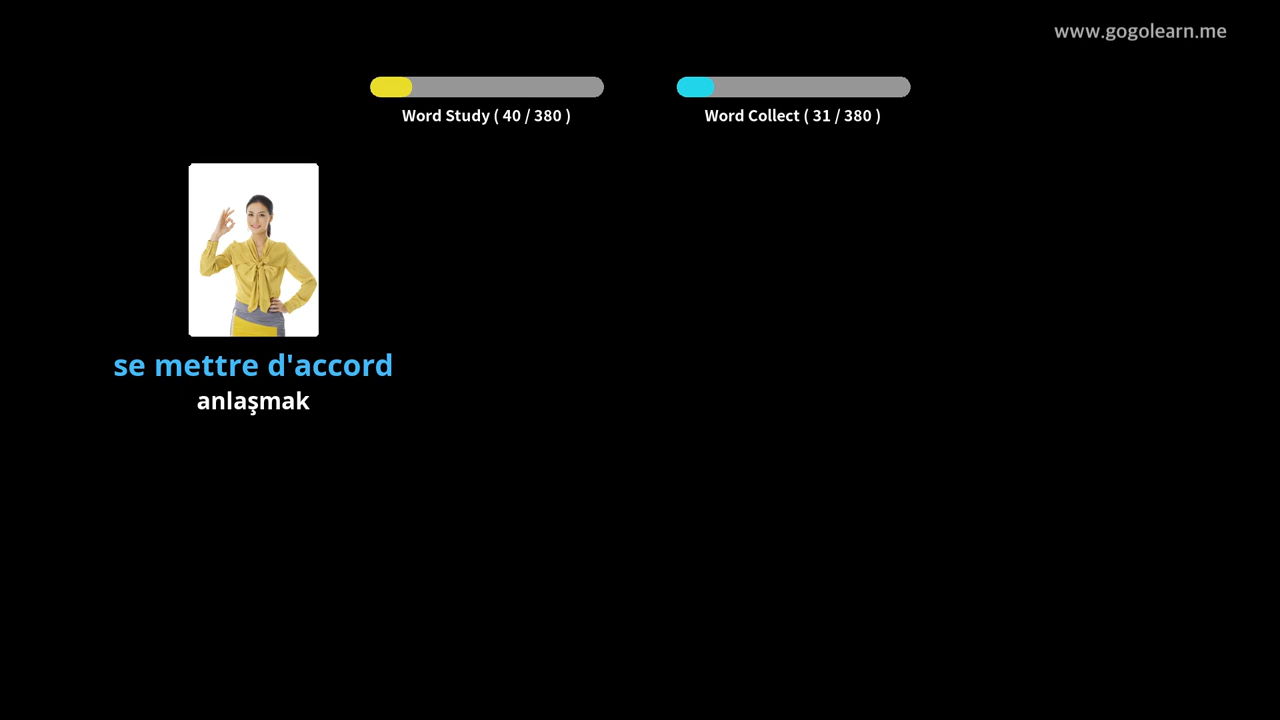 www.gogolearn.me
Word Study ( 40 / 380 )
Word Collect ( 31 / 380 )
se mettre d'accord
anlaşmak